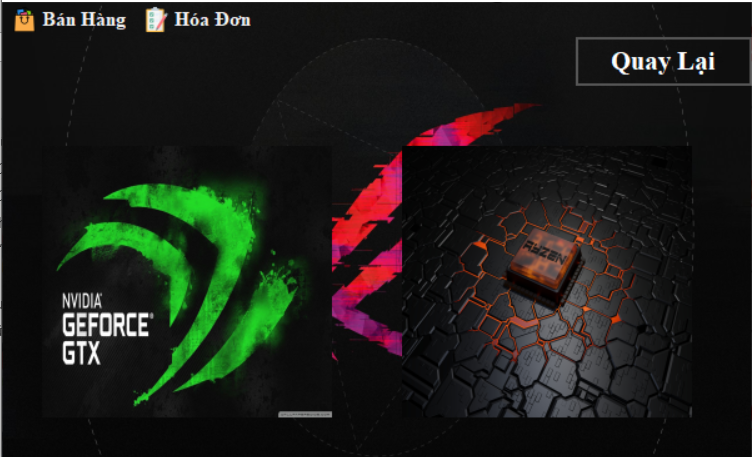 Bán Hàng
Hóa Đơn
Quay Lại
NVIDIA
GEFORCE
GTX
RYZEN